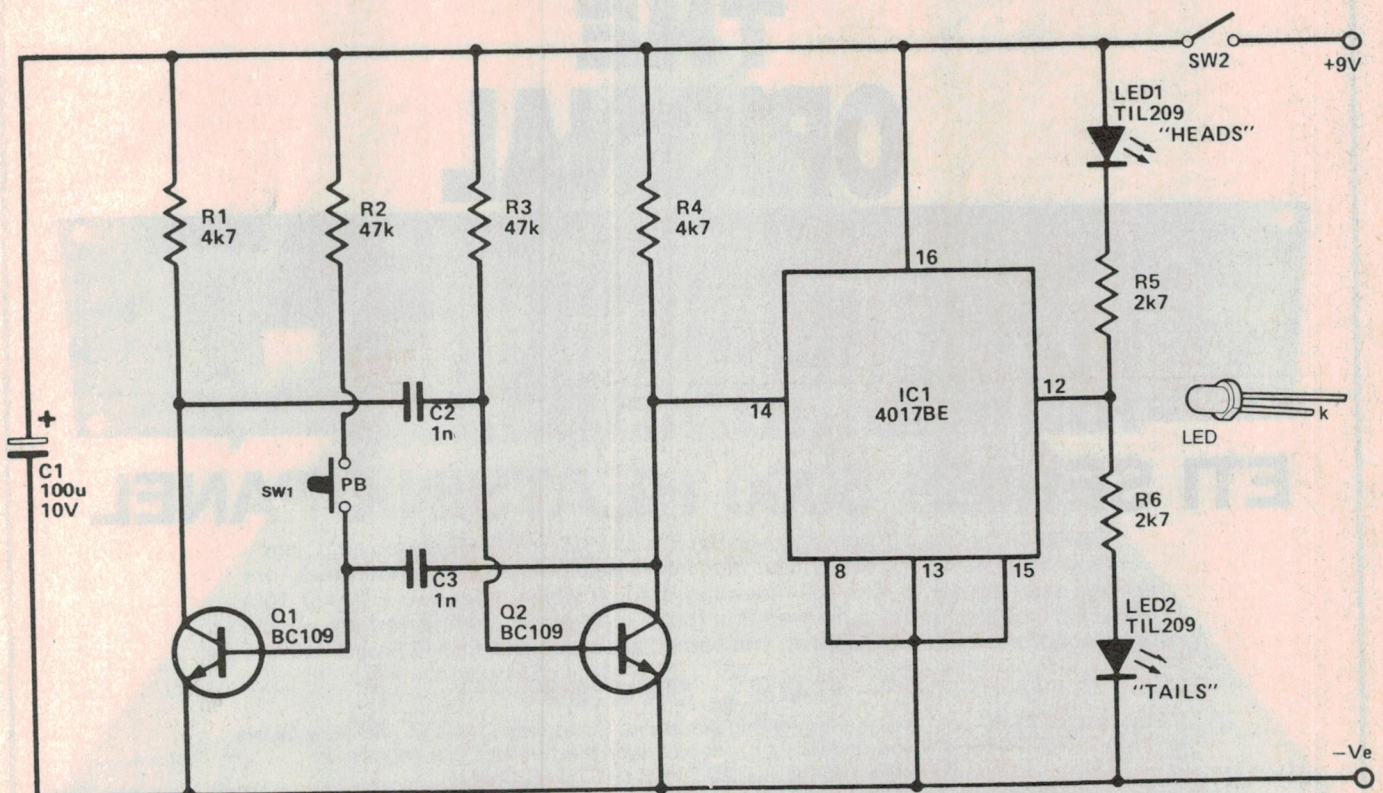 SW2
+9V
LED1
TIL209
"HEADS"
R1
4k7
R2
47k
R3
47k
R4
4k7
16
R5
2k7
+
C1
100u
10V
C2
1n
14
IC1
4017BE
12
k
LED
SW1
PB
R6
2k7
C3
1n
8
13
15
Q1
BC109
Q2
BC109
LED2
TIL209
"TAILS"
–Ve